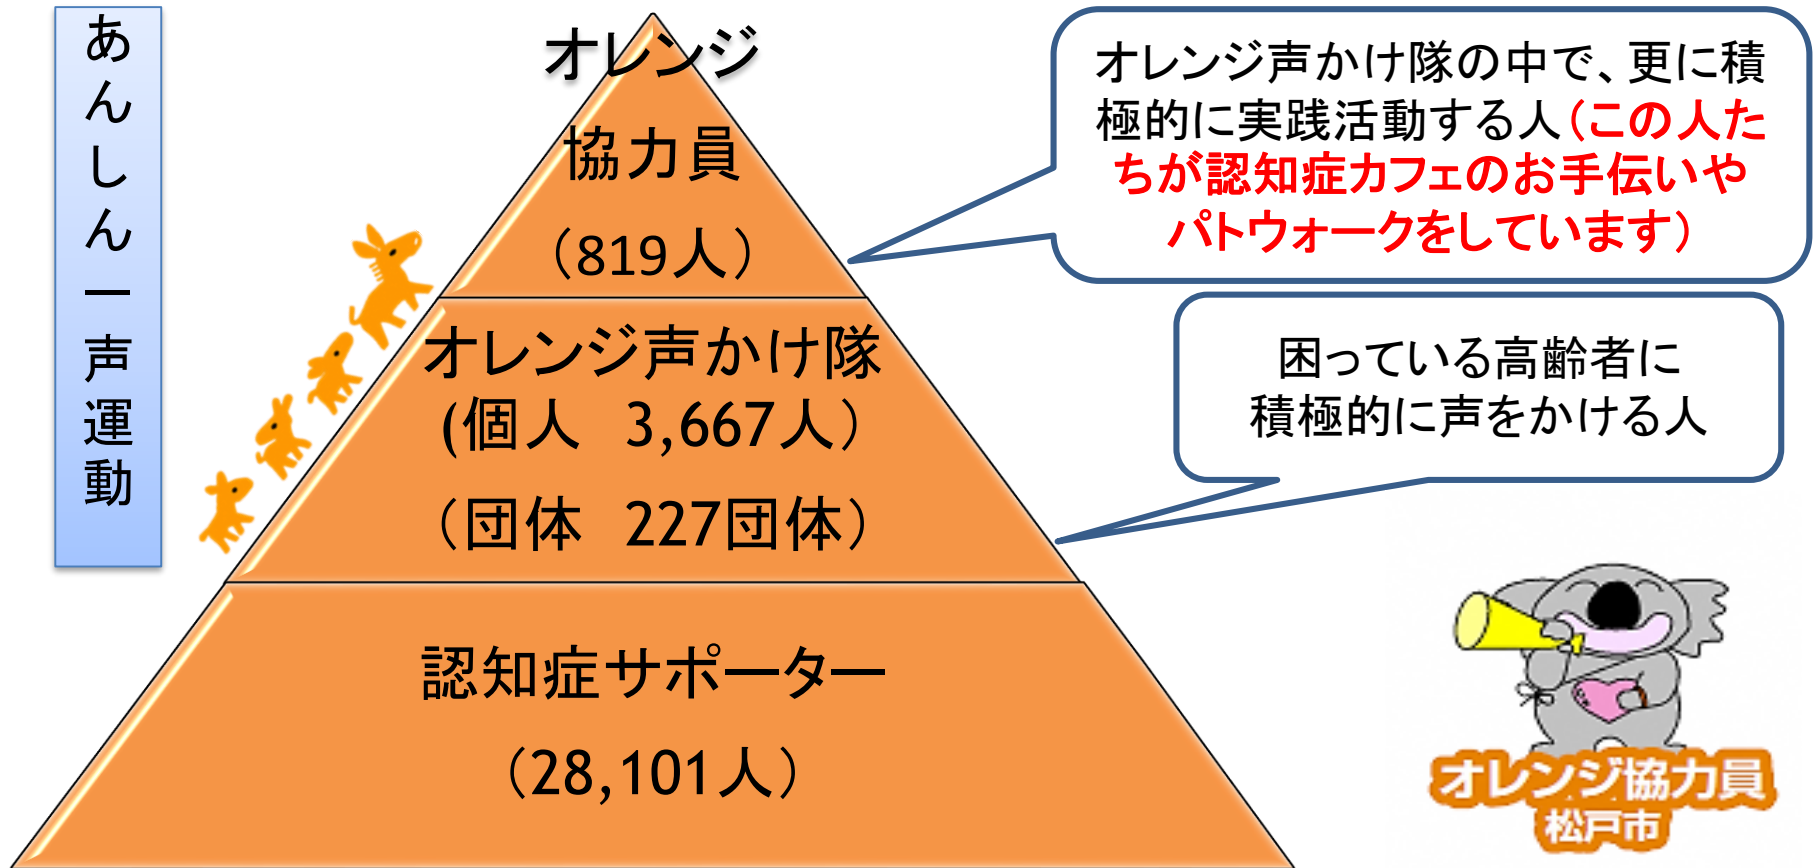 あんしん一声運動
オレンジ
協力員
（819人）
オレンジ声かけ隊
(個人　3,667人）
（団体　227団体）
認知症サポーター
（28,101人）
オレンジ声かけ隊の中で、更に積
極的に実践活動する人（この人た
ちが認知症カフェのお手伝いや
パトウォークをしています）
困っている高齢者に
積極的に声をかける人
オレンジ協力員
松戸市